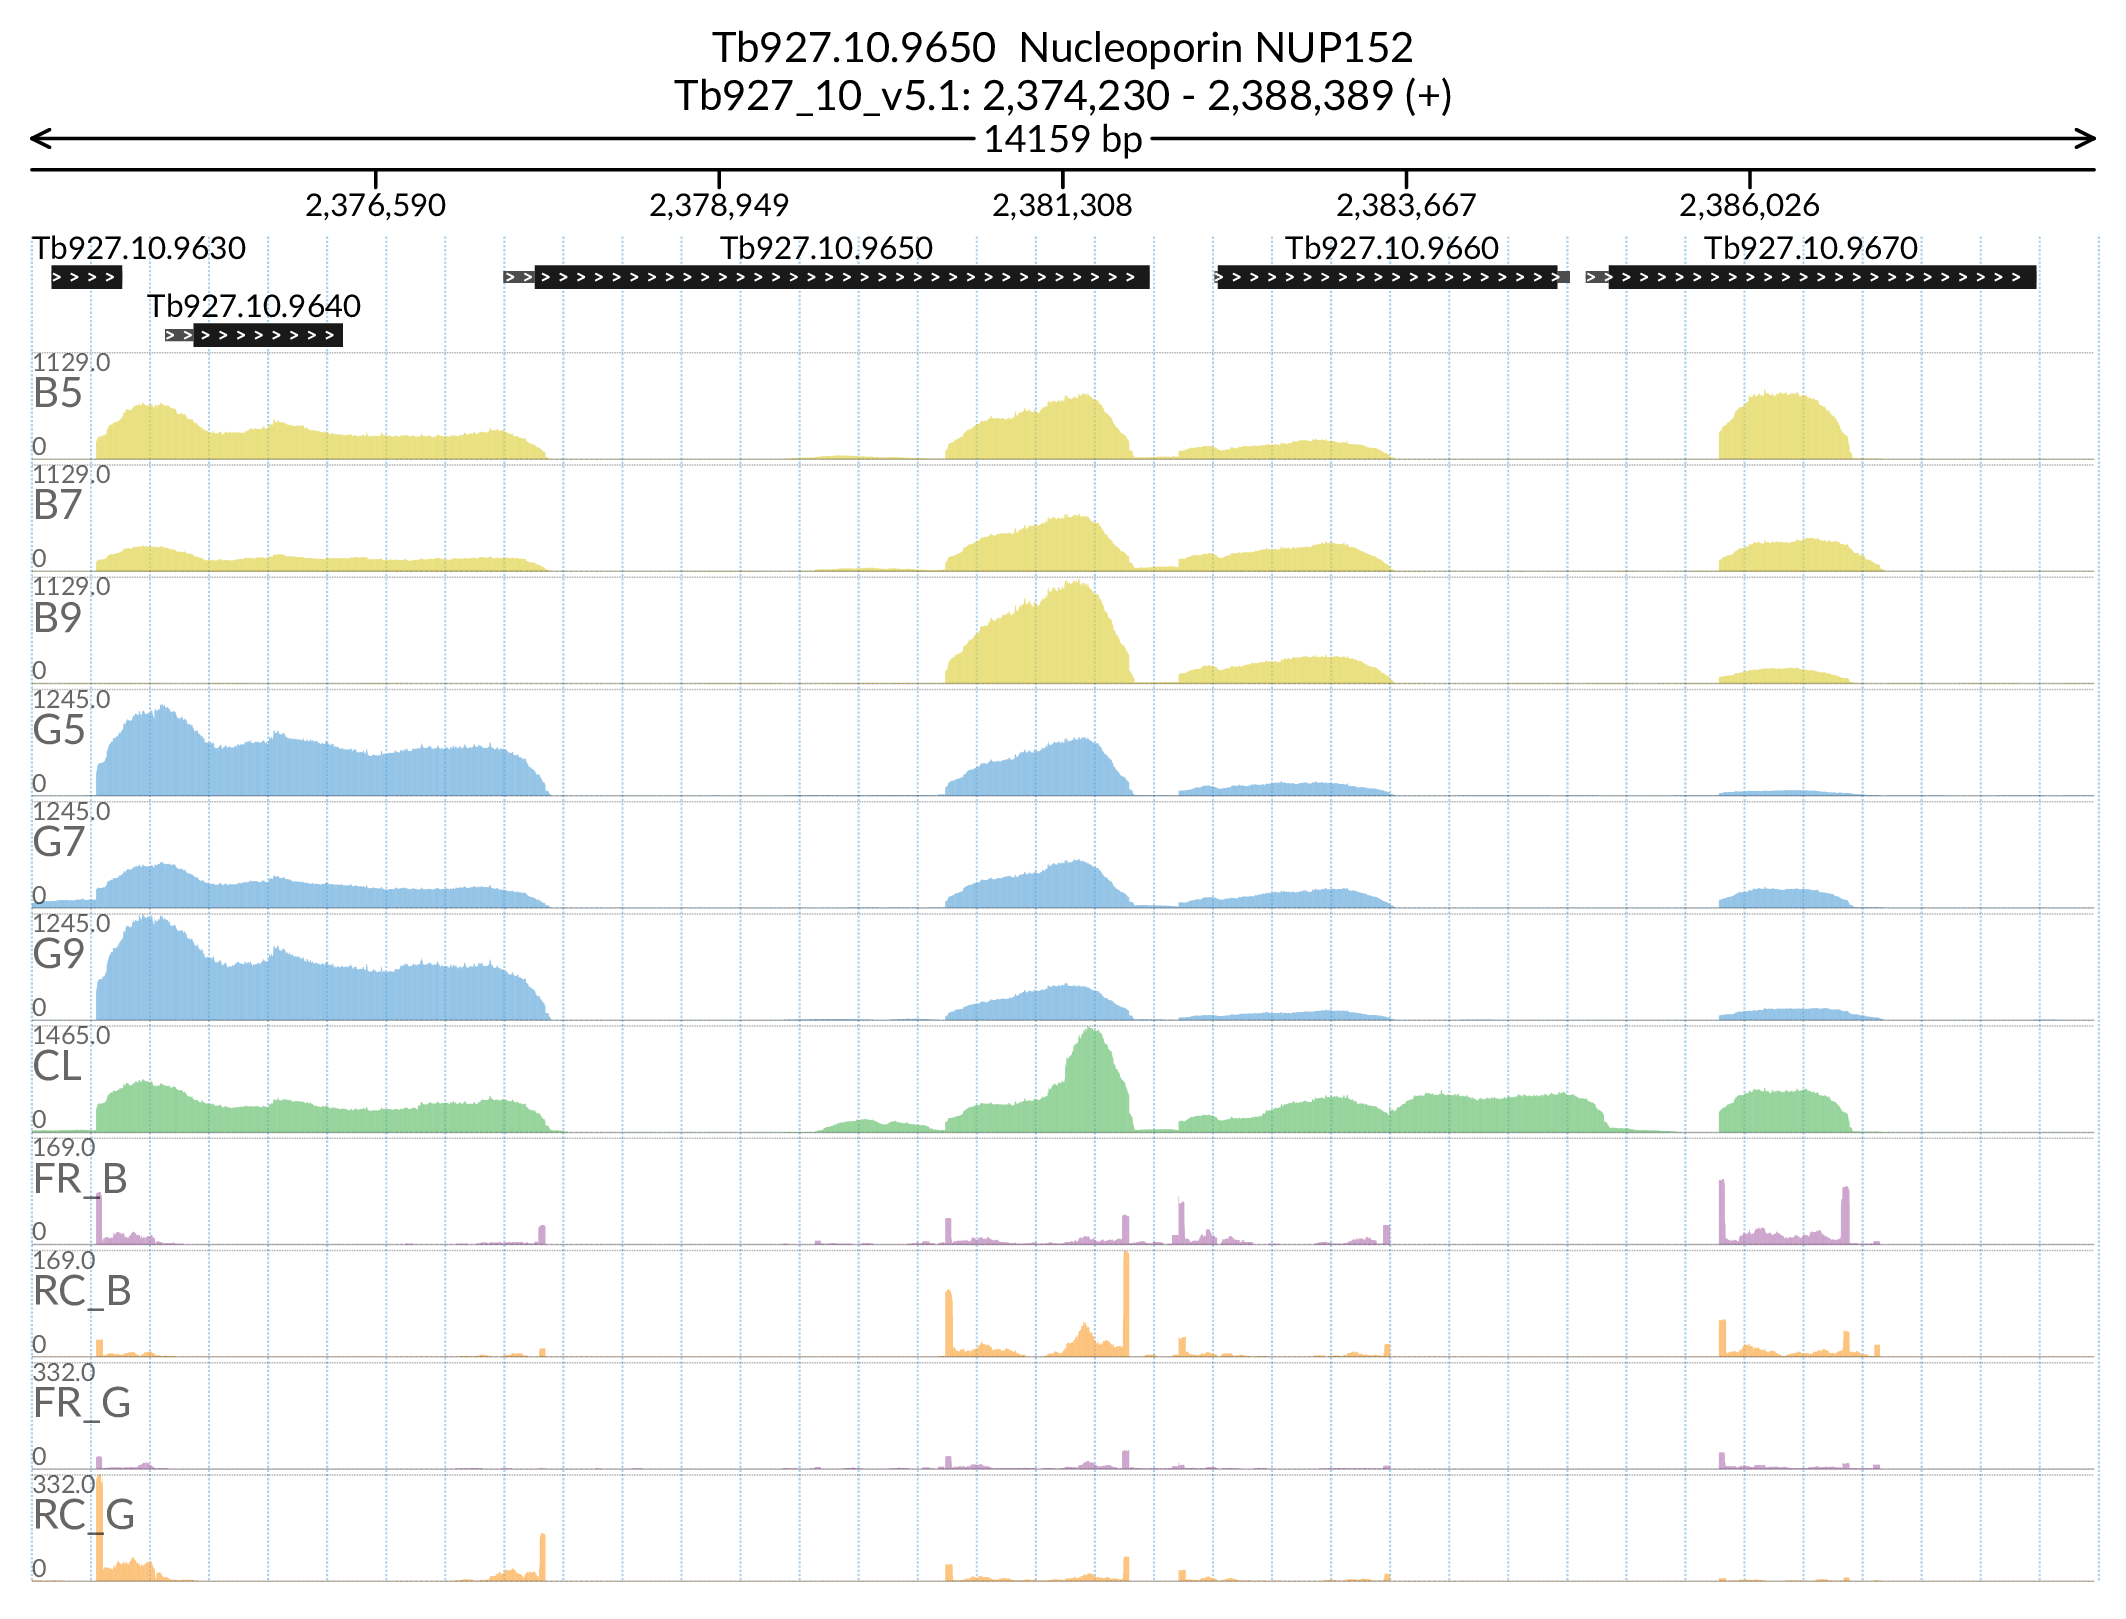 Tb927.10.9650  Nucleoporin NUP152
Tb927_10_v5.1: 2,374,230 - 2,388,389 (+)
14159 bp
2,376,590 2,378,949 2,381,308 2,383,667 2,386,026
Tb927.10.9630 Tb927.10.9650 Tb927.10.9660 Tb927.10.9670
Tb927.10.9640
1129.0
B5
0
1129.0
B7
0
1129.0
B9
0
1245.0
G5
0
1245.0
G7
0
1245.0
G9
0
1465.0
CL
0
169.0
FR_B
0
169.0
RC_B
0
332.0
FR_G
0
332.0
RC_G
0